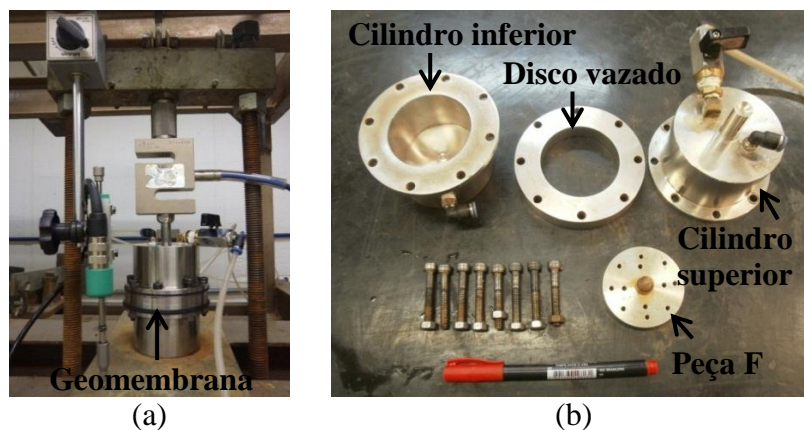 Geomembrana
(a)
Cilindro inferior
Disco vazado
Cilindro
superior
Peça F
(b)